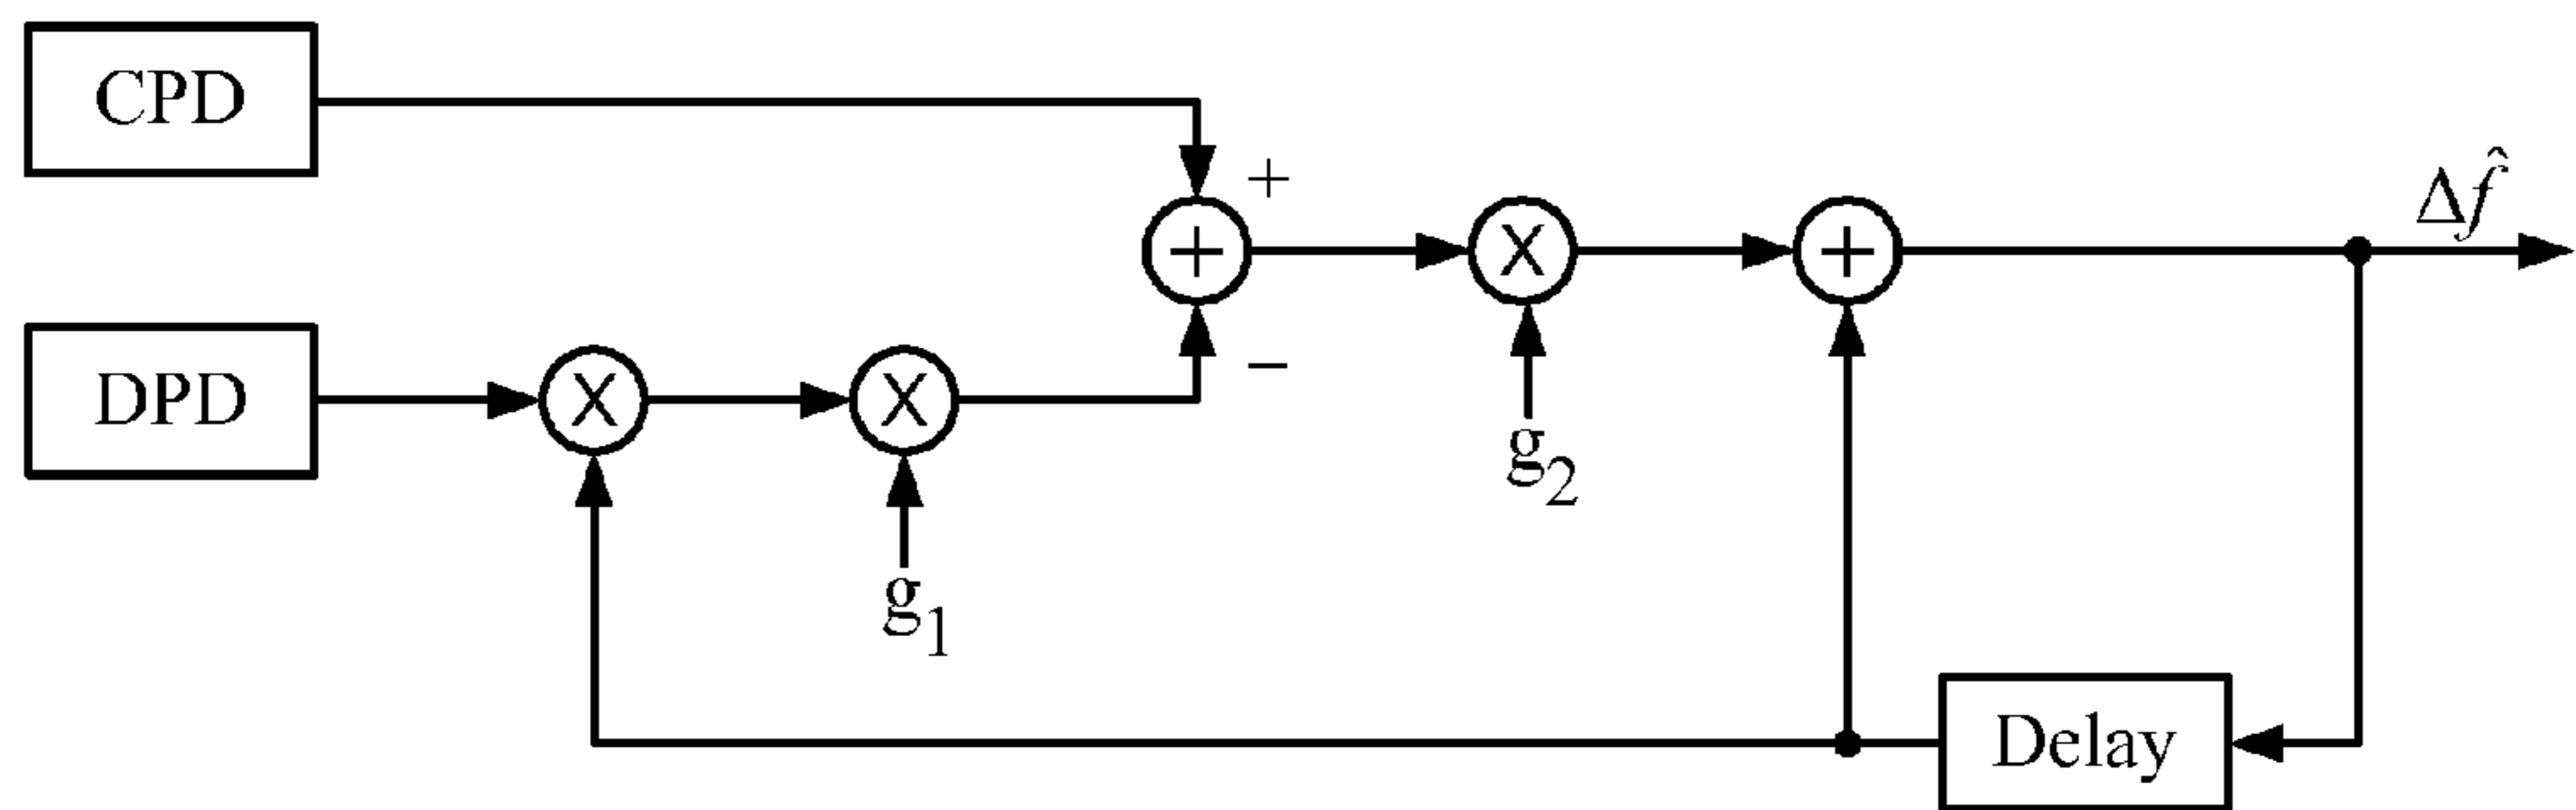 CPD
+
Δf̂
+
X
+
DPD
X
X
−
g₂
g₁
Delay